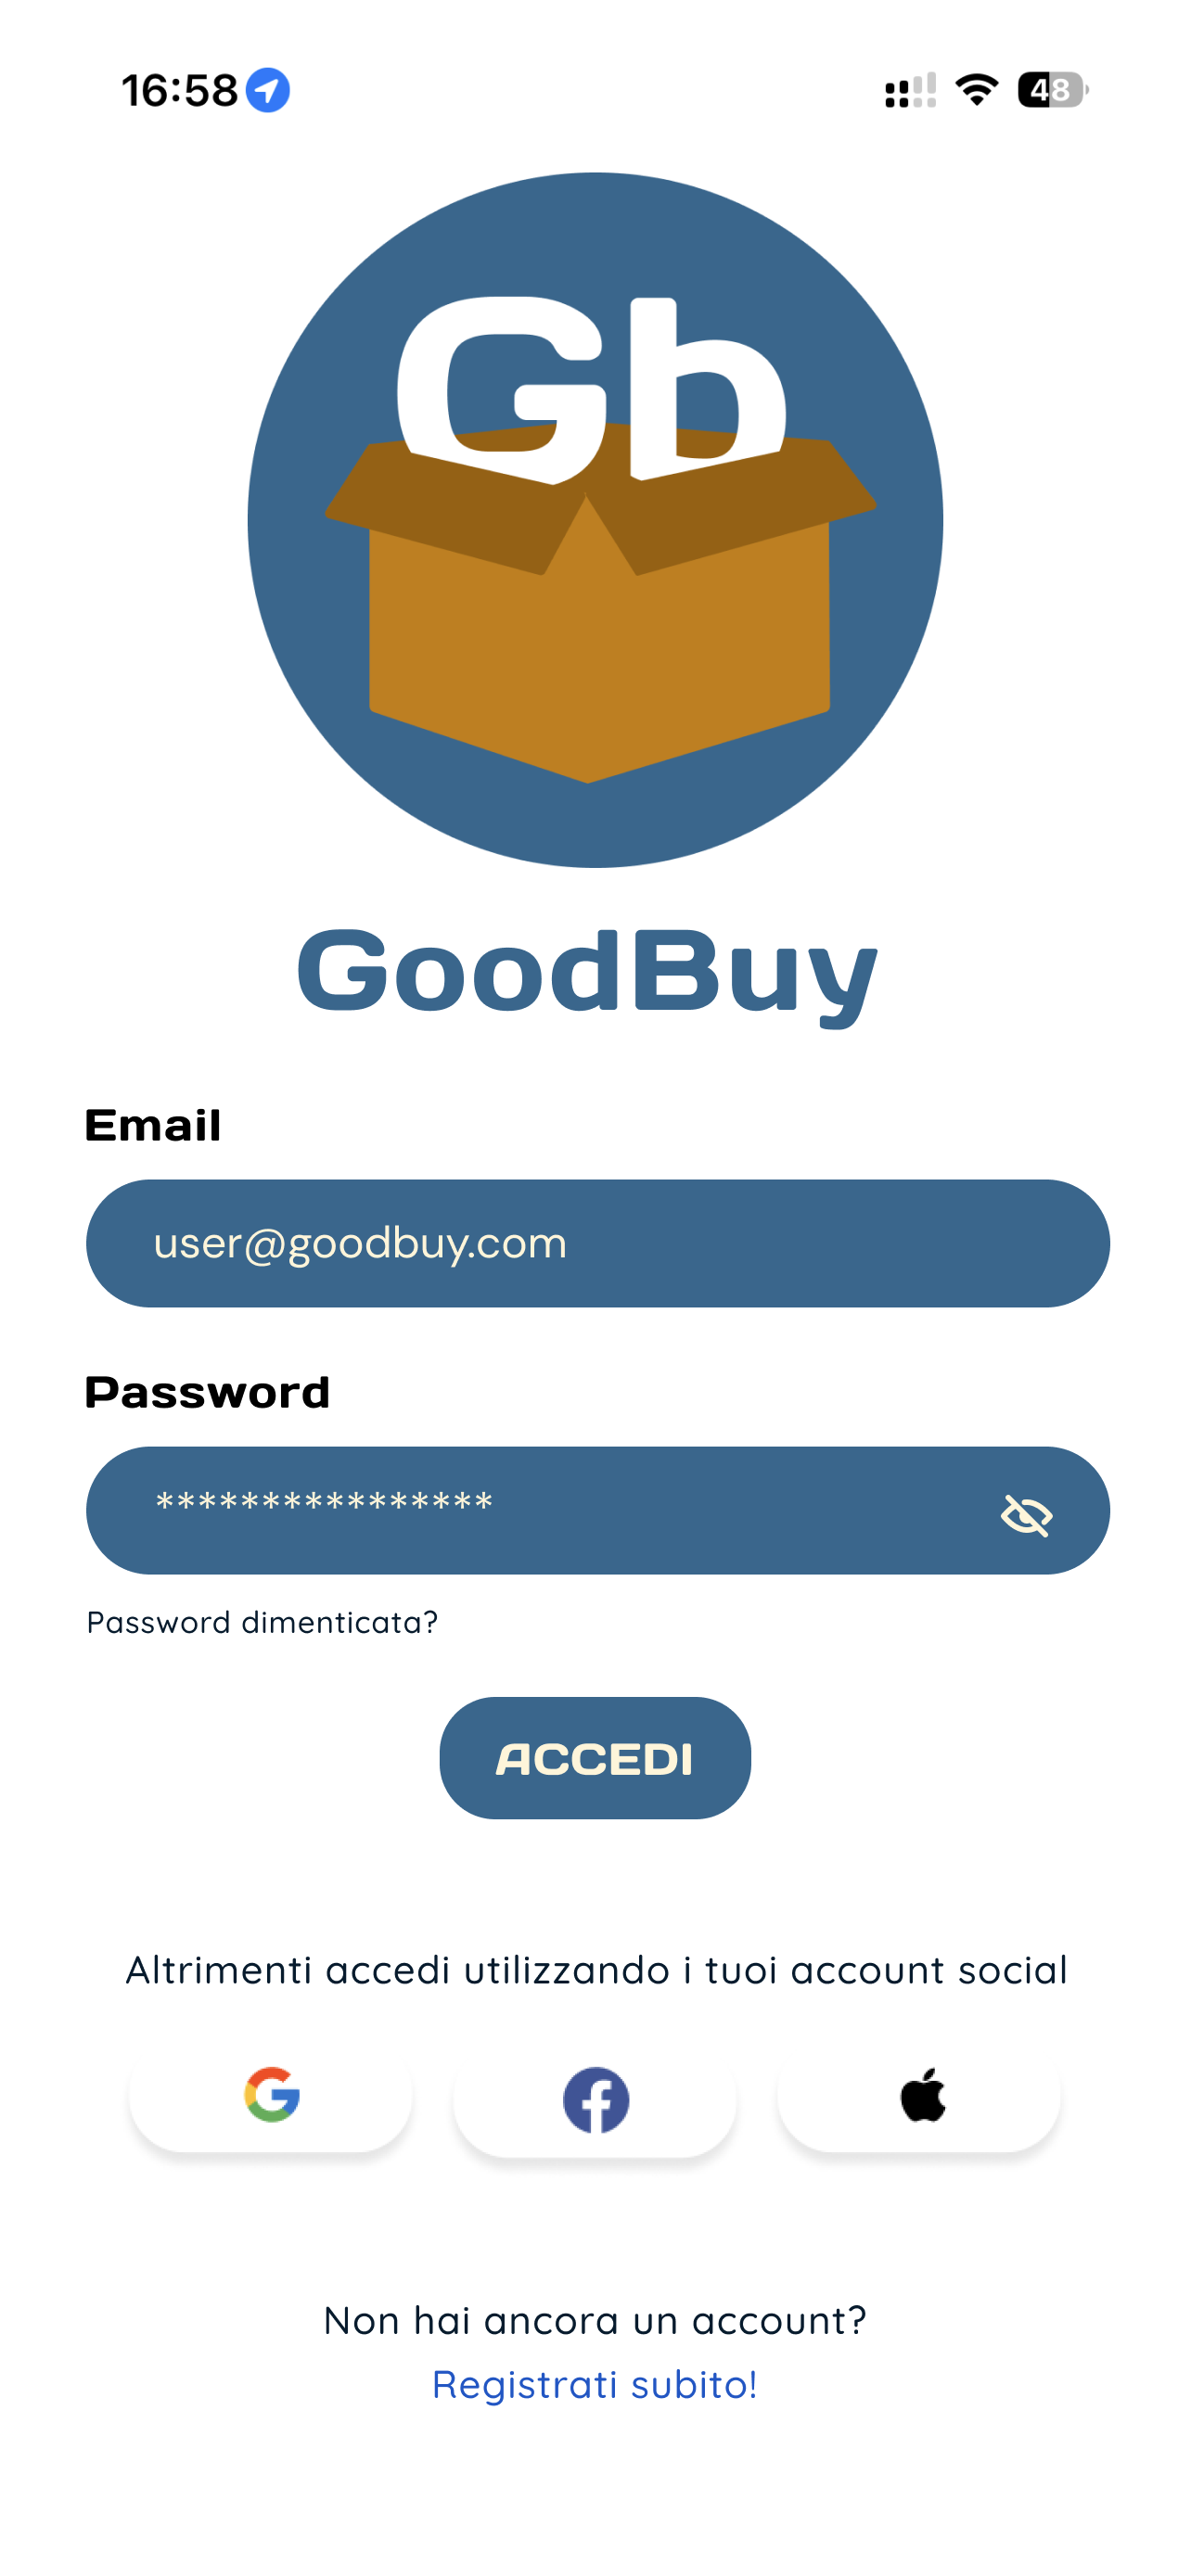 16:58
48
Gb
GoodBuy
Email
user@goodbuy.com
Password
****************
Password dimenticata?
ACCEDI
Altrimenti accedi utilizzando i tuoi account social
Non hai ancora un account?
Registrati subito!